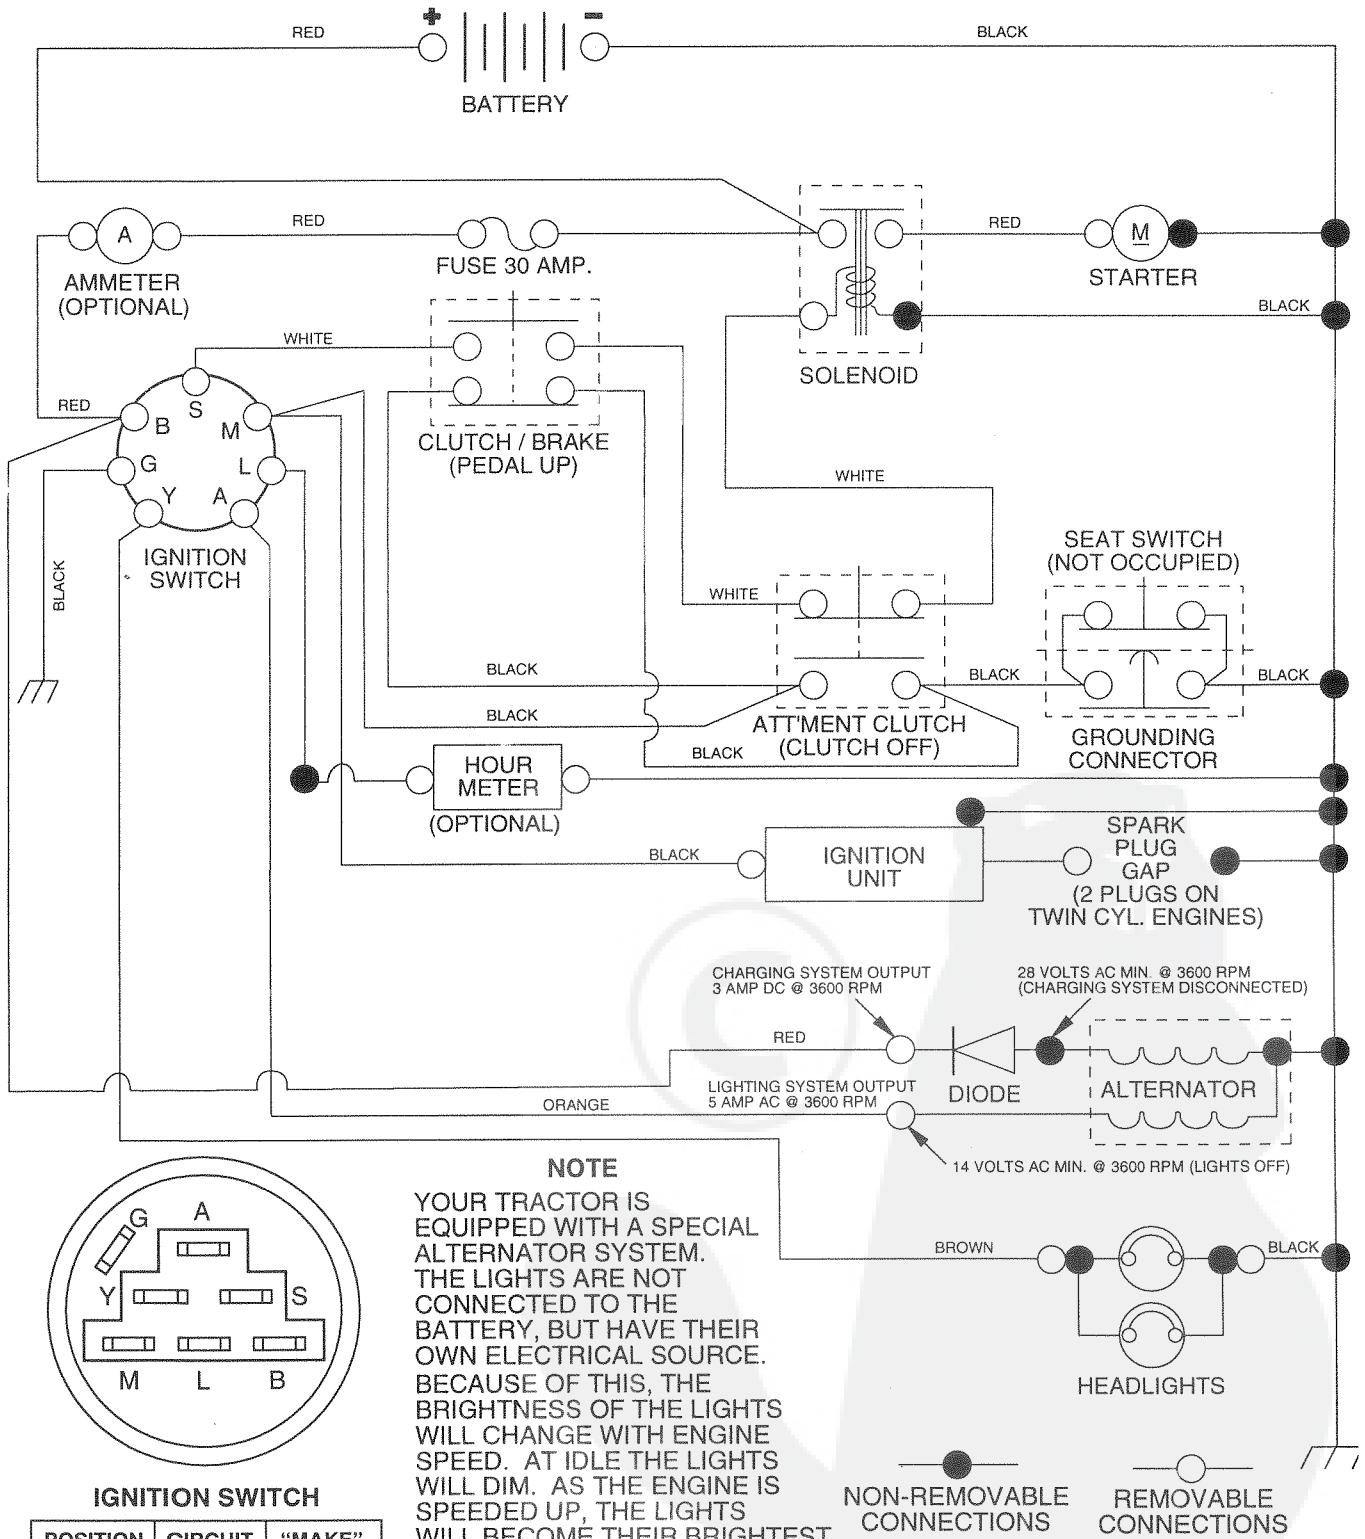 + −
RED
BLACK
BATTERY
RED
A
AMMETER
(OPTIONAL)
FUSE 30 AMP.
RED
M
STARTER
BLACK
SOLENOID
WHITE
RED
S
B
M
G
L
Y
A
CLUTCH / BRAKE
(PEDAL UP)
IGNITION
SWITCH
BLACK
WHITE
SEAT SWITCH
(NOT OCCUPIED)
WHITE
BLACK
BLACK
BLACK
BLACK
ATT'MENT CLUTCH
(CLUTCH OFF)
BLACK
GROUNDING
CONNECTOR
HOUR
METER
(OPTIONAL)
BLACK
IGNITION
UNIT
SPARK
PLUG
GAP
(2 PLUGS ON
TWIN CYL. ENGINES)
©
CHARGING SYSTEM OUTPUT
3 AMP DC @ 3600 RPM
28 VOLTS AC MIN. @ 3600 RPM
(CHARGING SYSTEM DISCONNECTED)
RED
DIODE
ALTERNATOR
LIGHTING SYSTEM OUTPUT
5 AMP AC @ 3600 RPM
ORANGE
14 VOLTS AC MIN. @ 3600 RPM (LIGHTS OFF)
BROWN
BLACK
HEADLIGHTS
G
A
Y
S
M
L
B
IGNITION SWITCH
POSITION CIRCUIT "MAKE"
NOTE
YOUR TRACTOR IS
EQUIPPED WITH A SPECIAL
ALTERNATOR SYSTEM.
THE LIGHTS ARE NOT
CONNECTED TO THE
BATTERY, BUT HAVE THEIR
OWN ELECTRICAL SOURCE.
BECAUSE OF THIS, THE
BRIGHTNESS OF THE LIGHTS
WILL CHANGE WITH ENGINE
SPEED. AT IDLE THE LIGHTS
WILL DIM. AS THE ENGINE IS
SPEEDED UP, THE LIGHTS
WILL BECOME THEIR BRIGHTEST
NON-REMOVABLE
CONNECTIONS
REMOVABLE
CONNECTIONS